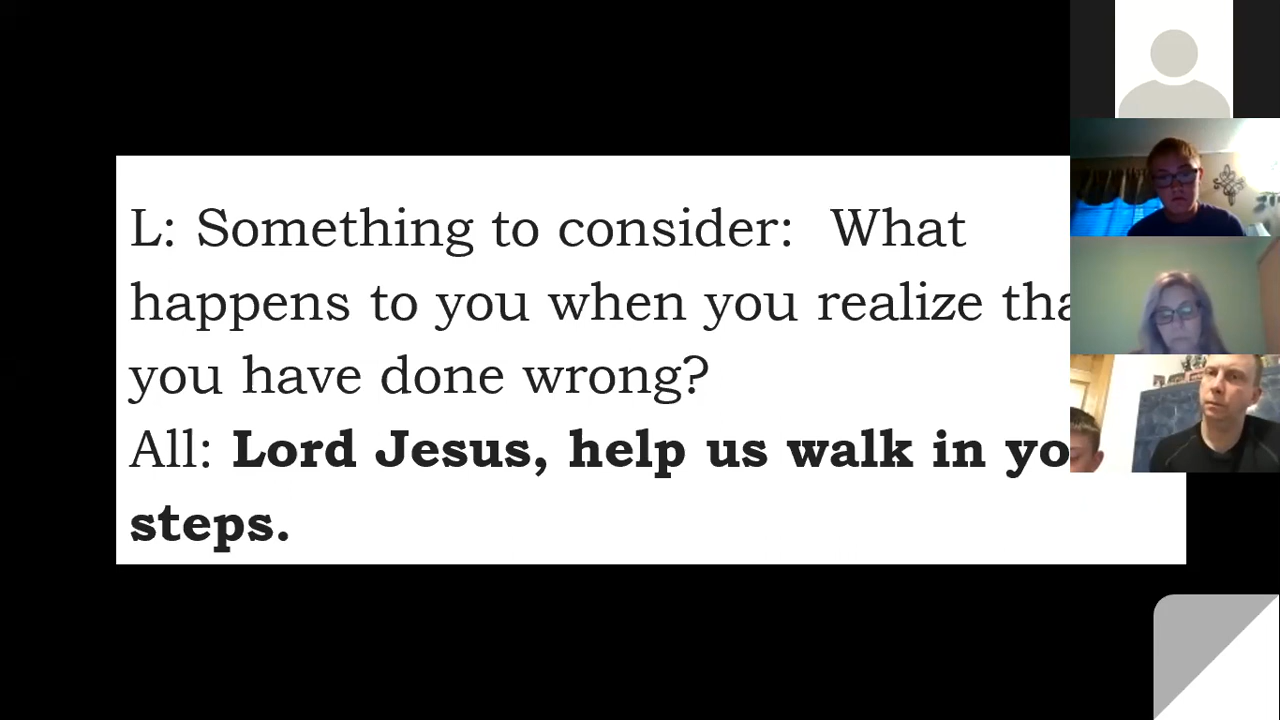 L: Something to consider:  What
happens to you when you realize tha
you have done wrong?
All: Lord Jesus, help us walk in yo
steps.